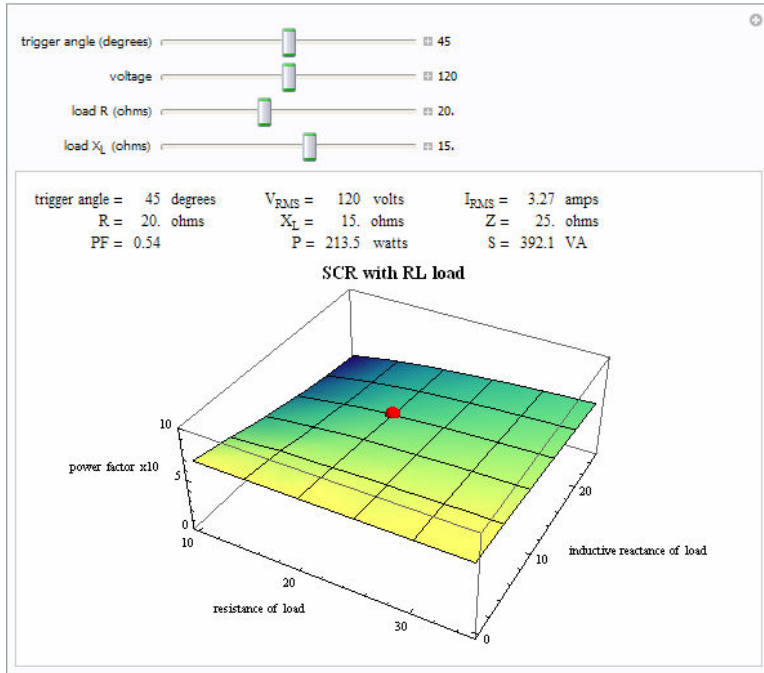 trigger angle (degrees) 45
voltage 120
load R (ohms) 20.
load X_L (ohms) 15.
trigger angle = 45 degrees V_RMS = 120 volts I_RMS = 3.27 amps
R = 20. ohms X_L = 15. ohms Z = 25. ohms
PF = 0.54 P = 213.5 watts S = 392.1 VA
SCR with RL load
10
power factor x10
5
0
10
20
30
resistance of load
0
10
20
inductive reactance of load